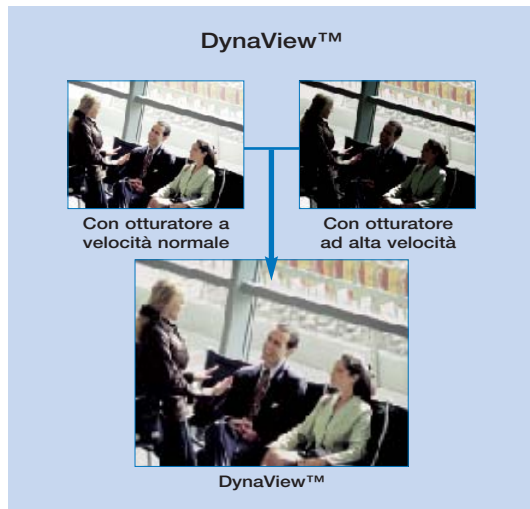 DynaView™
Con otturatore a
velocità normale
Con otturatore
ad alta velocità
DynaView™